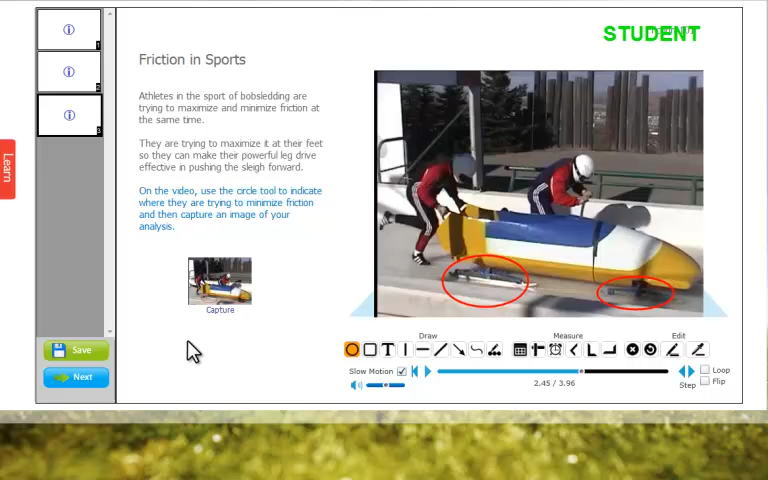 STUDENT
1
2
3
Learn
Friction in Sports
Athletes in the sport of bobsledding are
trying to maximize and minimize friction at
the same time.
They are trying to maximize it at their feet
so they can make their powerful leg drive
effective in pushing the sleigh forward.
On the video, use the circle tool to indicate
where they are trying to minimize friction
and then capture an image of your
analysis.
Capture
Save
Next
Draw
Measure
Edit
T
Slow Motion
2.45 / 3.96
Step
Loop
Flip